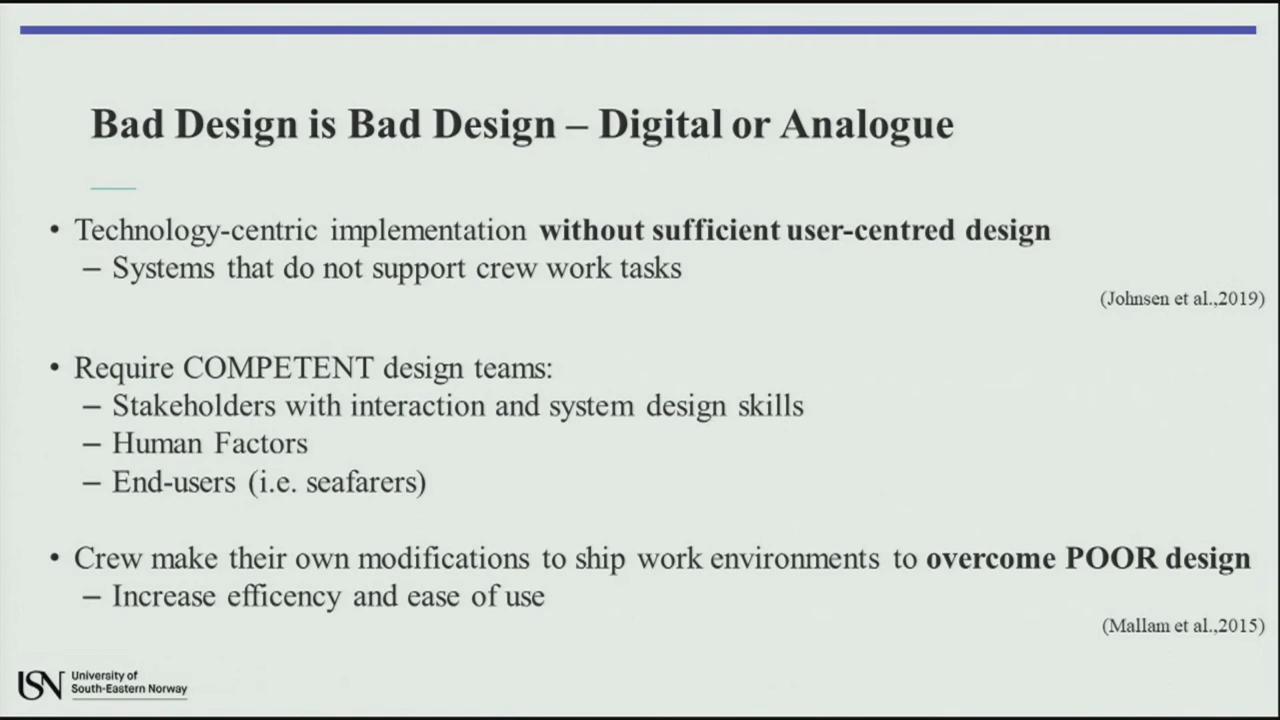 Bad Design is Bad Design – Digital or Analogue
• Technology-centric implementation without sufficient user-centred design
– Systems that do not support crew work tasks
(Johnsen et al.,2019)
• Require COMPETENT design teams:
– Stakeholders with interaction and system design skills
– Human Factors
– End-users (i.e. seafarers)
• Crew make their own modifications to ship work environments to overcome POOR design
– Increase efficency and ease of use
(Mallam et al.,2015)
USN University of
South-Eastern Norway